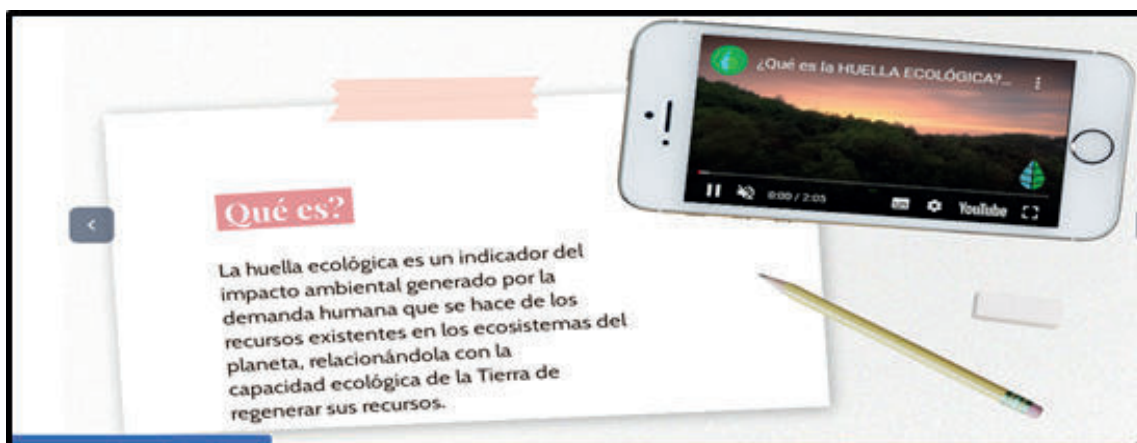 Qué es?
La huella ecológica es un indicador del
impacto ambiental generado por la
demanda humana que se hace de los
recursos existentes en los ecosistemas del
planeta, relacionándola con la
capacidad ecológica de la Tierra de
regenerar sus recursos.
¿Qué es la HUELLA ECOLÓGICA?...
0:00 / 2:05
YouTube